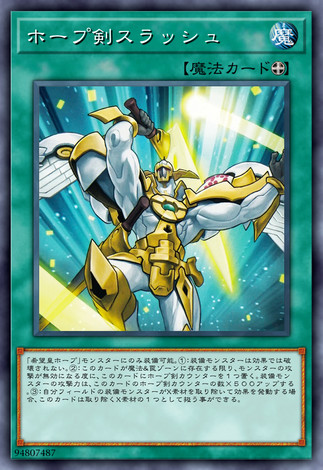 ホープ剣スラッシュ
魔
【魔法カード】
「希望皇ホープ」モンスターにのみ装備可能。①:装備モンスターは効果では破
壊されない。②:このカードが魔法&罠ゾーンに存在する限り、モンスターの攻
撃が無効になる度に、このカードにホープ剣カウンターを1つ置く。装備モンス
ターの攻撃力は、このカードのホープ剣カウンターの数×500アップする。
③:自分フィールドの装備モンスターがX素材を取り除いて効果を発動する場
合、このカードは取り除くX素材の1つとして扱う事ができる。
94807487